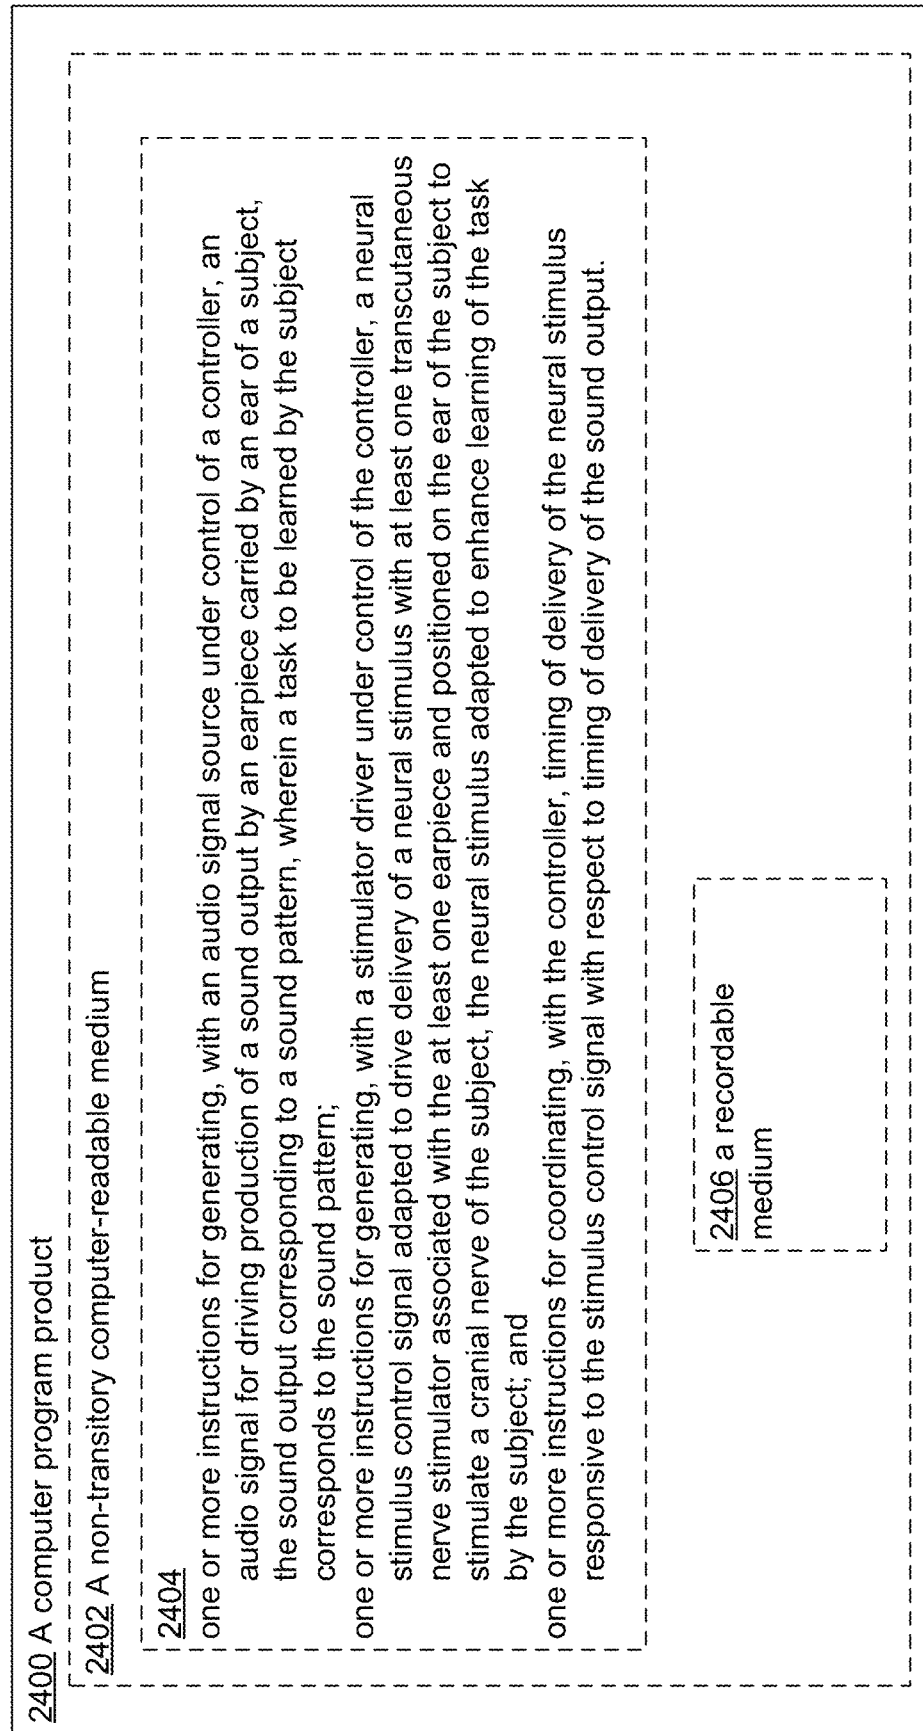 2400 A computer program product
2402 A non-transitory computer-readable medium
2404
one or more instructions for generating, with an audio signal source under control of a controller, an
audio signal for driving production of a sound output by an earpiece carried by an ear of a subject,
the sound output corresponding to a sound pattern, wherein a task to be learned by the subject
corresponds to the sound pattern;
one or more instructions for generating, with a stimulator driver under control of the controller, a neural
stimulus control signal adapted to drive delivery of a neural stimulus with at least one transcutaneous
nerve stimulator associated with the at least one earpiece and positioned on the ear of the subject to
stimulate a cranial nerve of the subject, the neural stimulus adapted to enhance learning of the task
by the subject; and
one or more instructions for coordinating, with the controller, timing of delivery of the neural stimulus
responsive to the stimulus control signal with respect to timing of delivery of the sound output.
2406 a recordable
medium